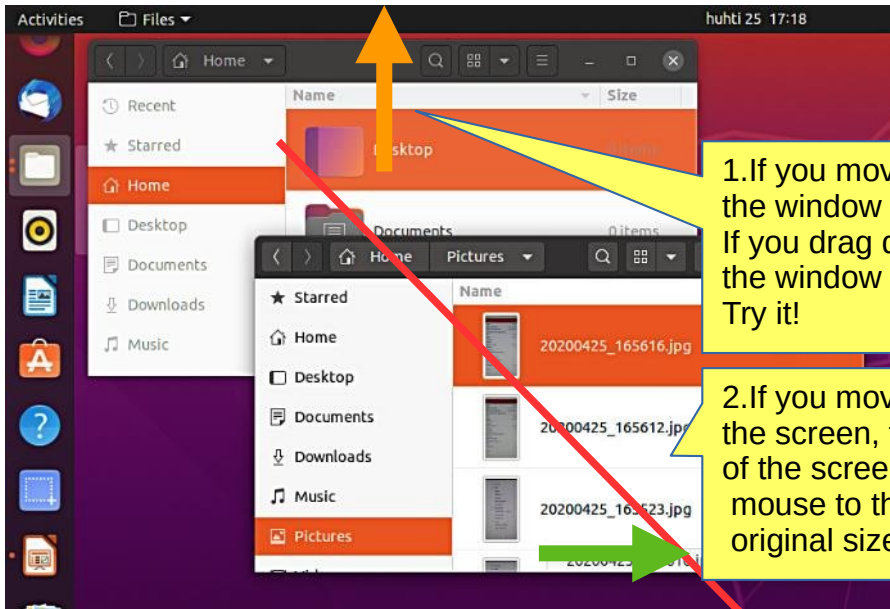 Activities Files huhti 25 17:18
Home
Name Size
Recent
Starred
Home
Desktop
Documents
Downloads
Music
Desktop
Documents 0 items
Home Pictures
Name
Starred
Home
Desktop
Documents
Downloads
Music
Pictures
20200425_165616.jpg
20200425_165612.jpg
20200425_165523.jpg
1.If you mov
the window
If you drag
the window
Try it!
2.If you mov
the screen,
of the scree
mouse to th
original size